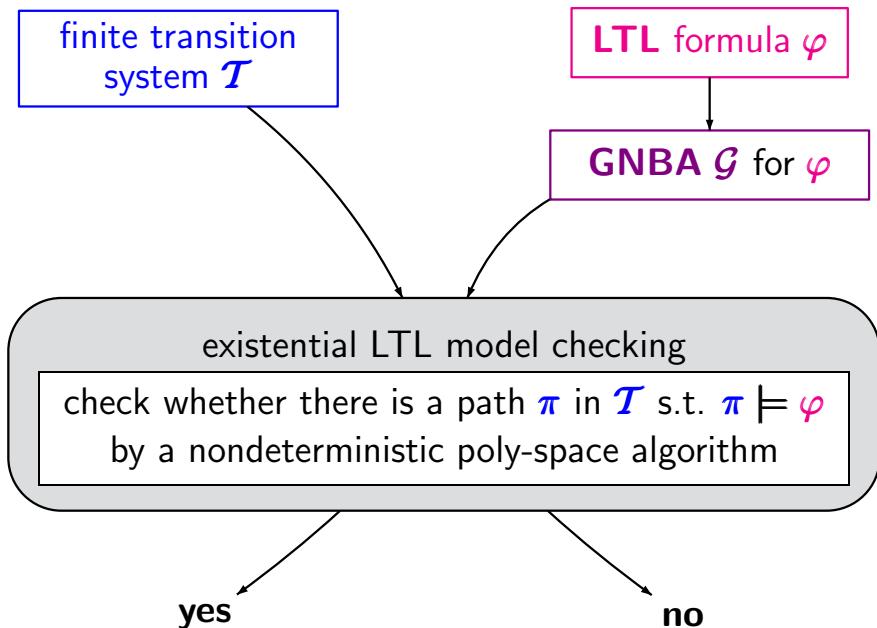 finite transition
system 𝓣
LTL formula φ
GNBA 𝓖 for φ
existential LTL model checking
check whether there is a path π in 𝓣 s.t. π ⊨ φ
by a nondeterministic poly-space algorithm
yes
no